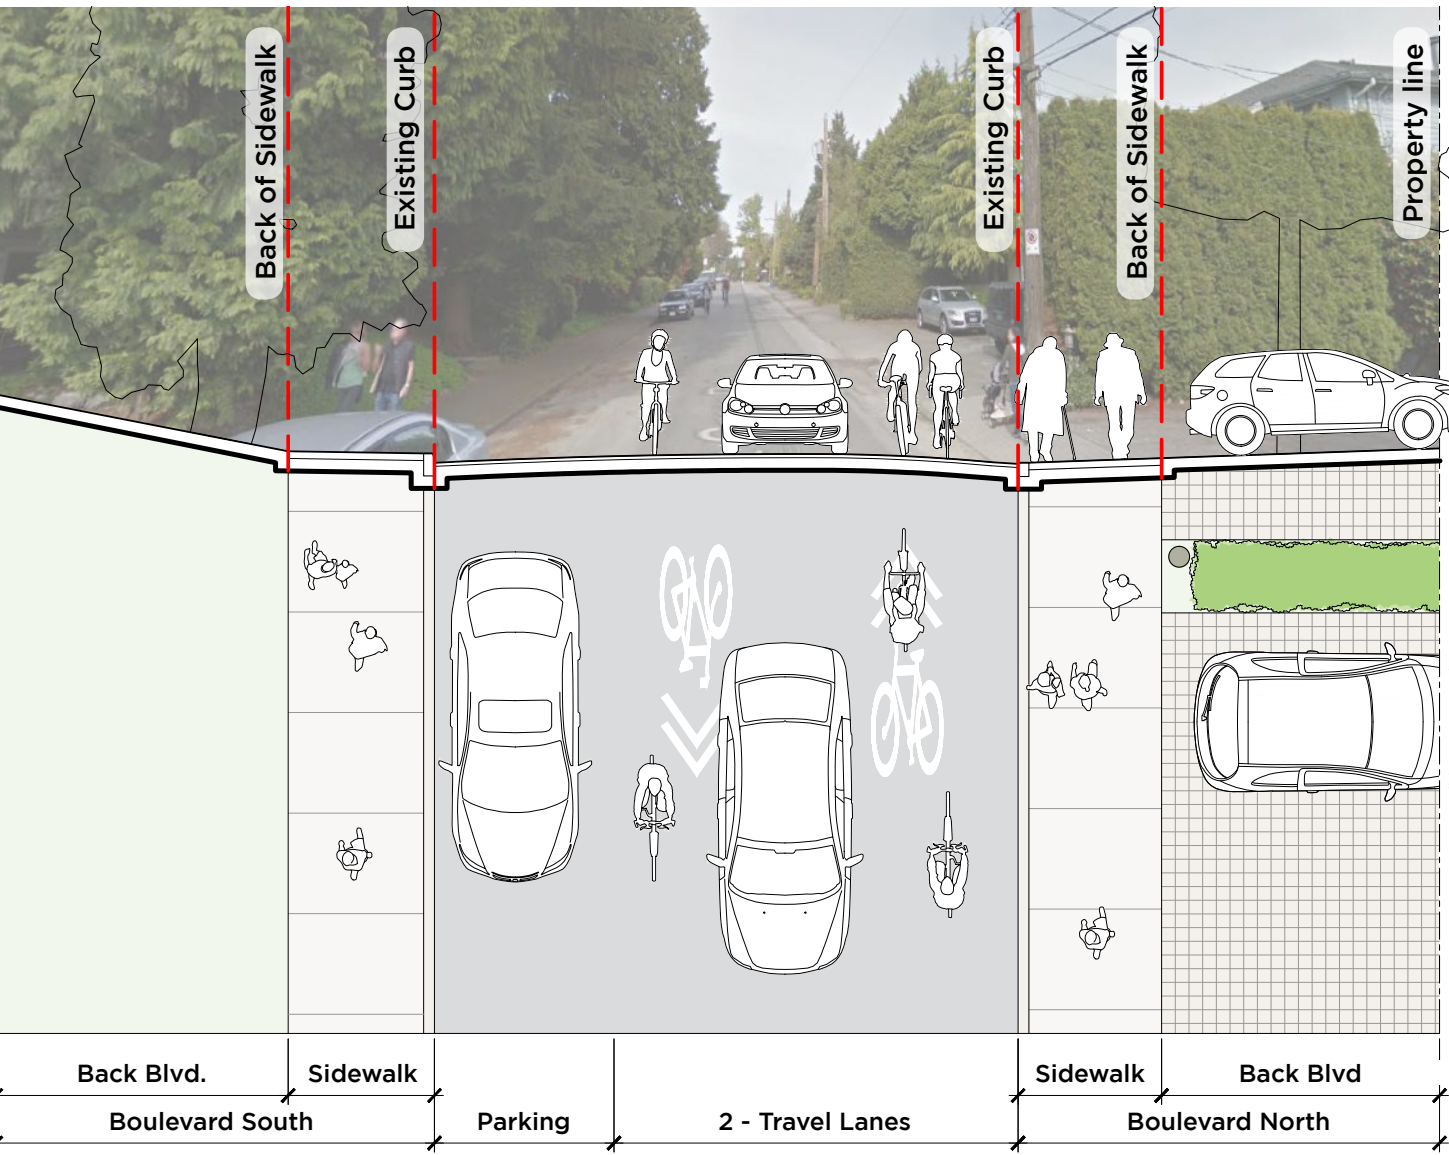 Back of Sidewalk
Existing Curb
Existing Curb
Back of Sidewalk
Property line
Back Blvd.
Sidewalk
Sidewalk
Back Blvd
Boulevard South
Parking
2 - Travel Lanes
Boulevard North